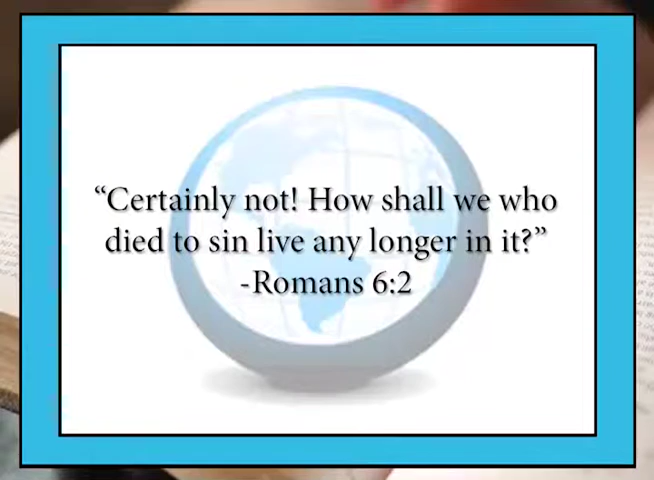 “Certainly not! How shall we who
died to sin live any longer in it?”
-Romans 6:2